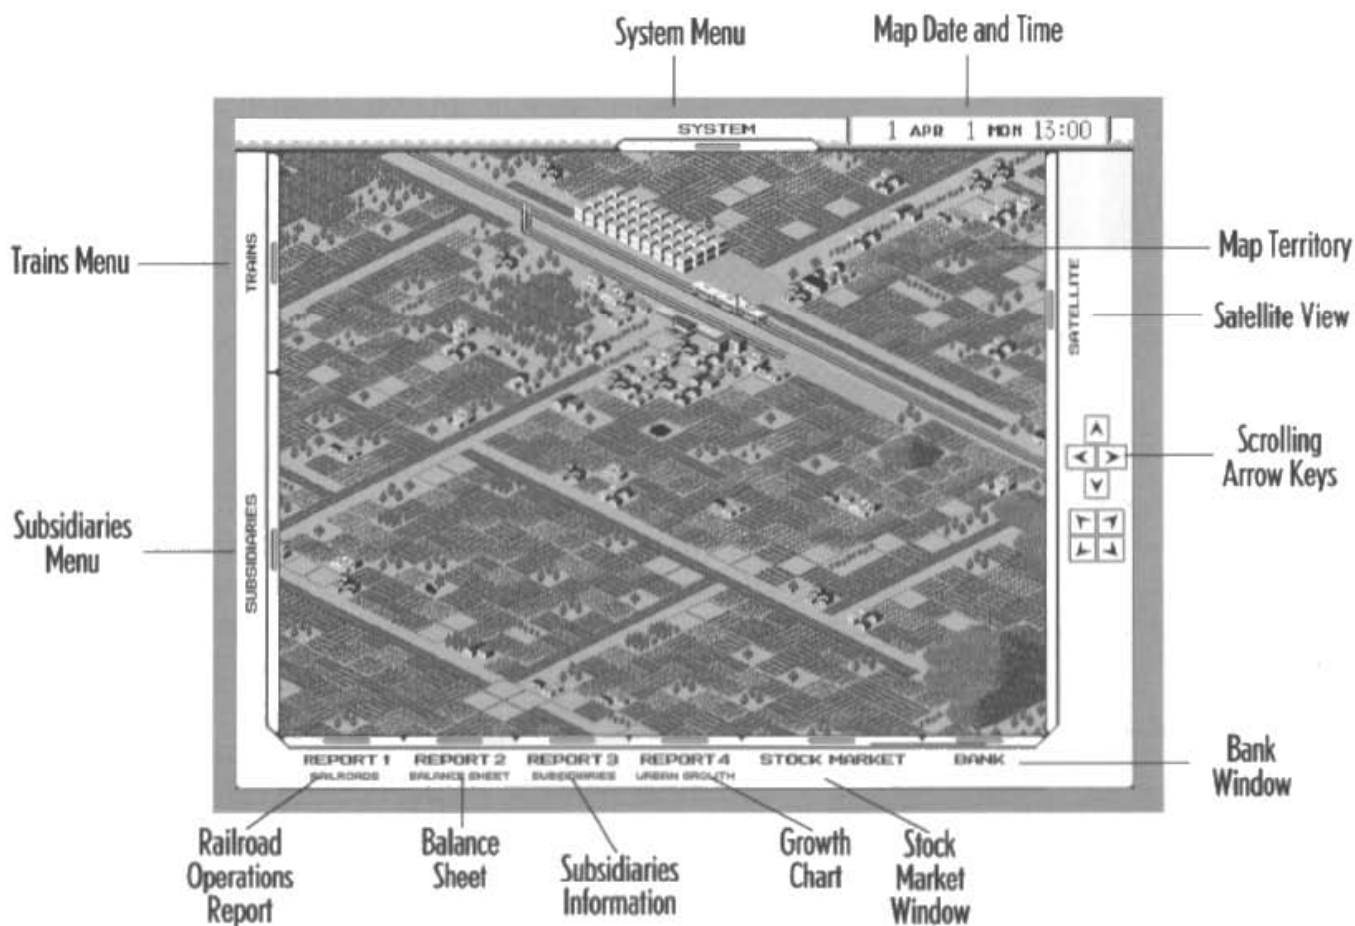 System Menu
Map Date and Time
SYSTEM
1 APR 1 MON 13:00
Trains Menu
TRAINS
Map Territory
SATELLITE
Satellite View
Scrolling
Arrow Keys
Subsidiaries
Menu
SUBSIDIARIES
REPORT 1
REPORT 2
REPORT 3
REPORT 4
STOCK MARKET
BANK
RAILROADS
BALANCE SHEET
SUBSIDIARIES
URBAN GROWTH
Bank
Window
Railroad
Operations
Report
Balance
Sheet
Subsidiaries
Information
Growth
Chart
Stock
Market
Window